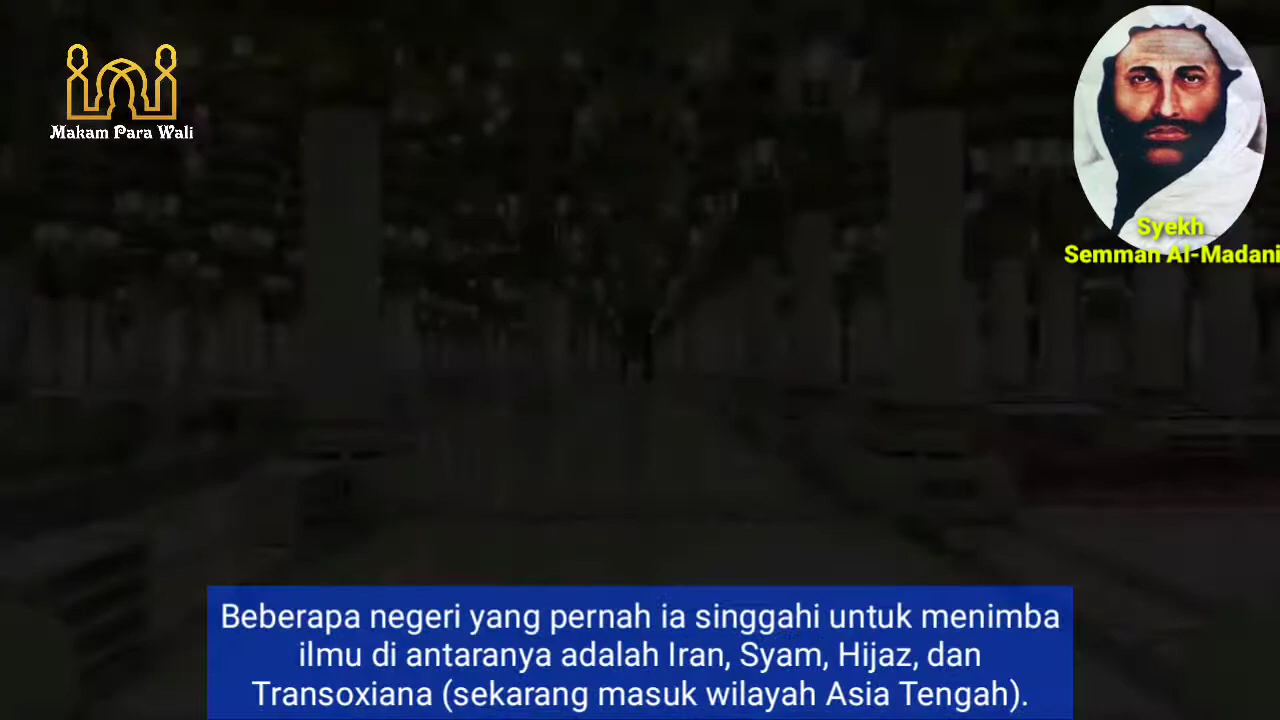 Makam Para Wali
Syekh
Semman Al-Madani
Beberapa negeri yang pernah ia singgahi untuk menimba
ilmu di antaranya adalah Iran, Syam, Hijaz, dan
Transoxiana (sekarang masuk wilayah Asia Tengah).